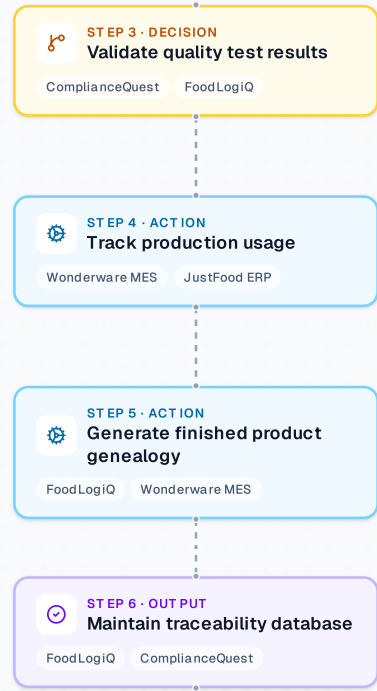 STEP 3 · DECISION
Validate quality test results
ComplianceQuest FoodLogiQ
STEP 4 · ACTION
Track production usage
Wonderware MES JustFood ERP
STEP 5 · ACTION
Generate finished product
genealogy
FoodLogiQ Wonderware MES
STEP 6 · OUTPUT
Maintain traceability database
FoodLogiQ ComplianceQuest